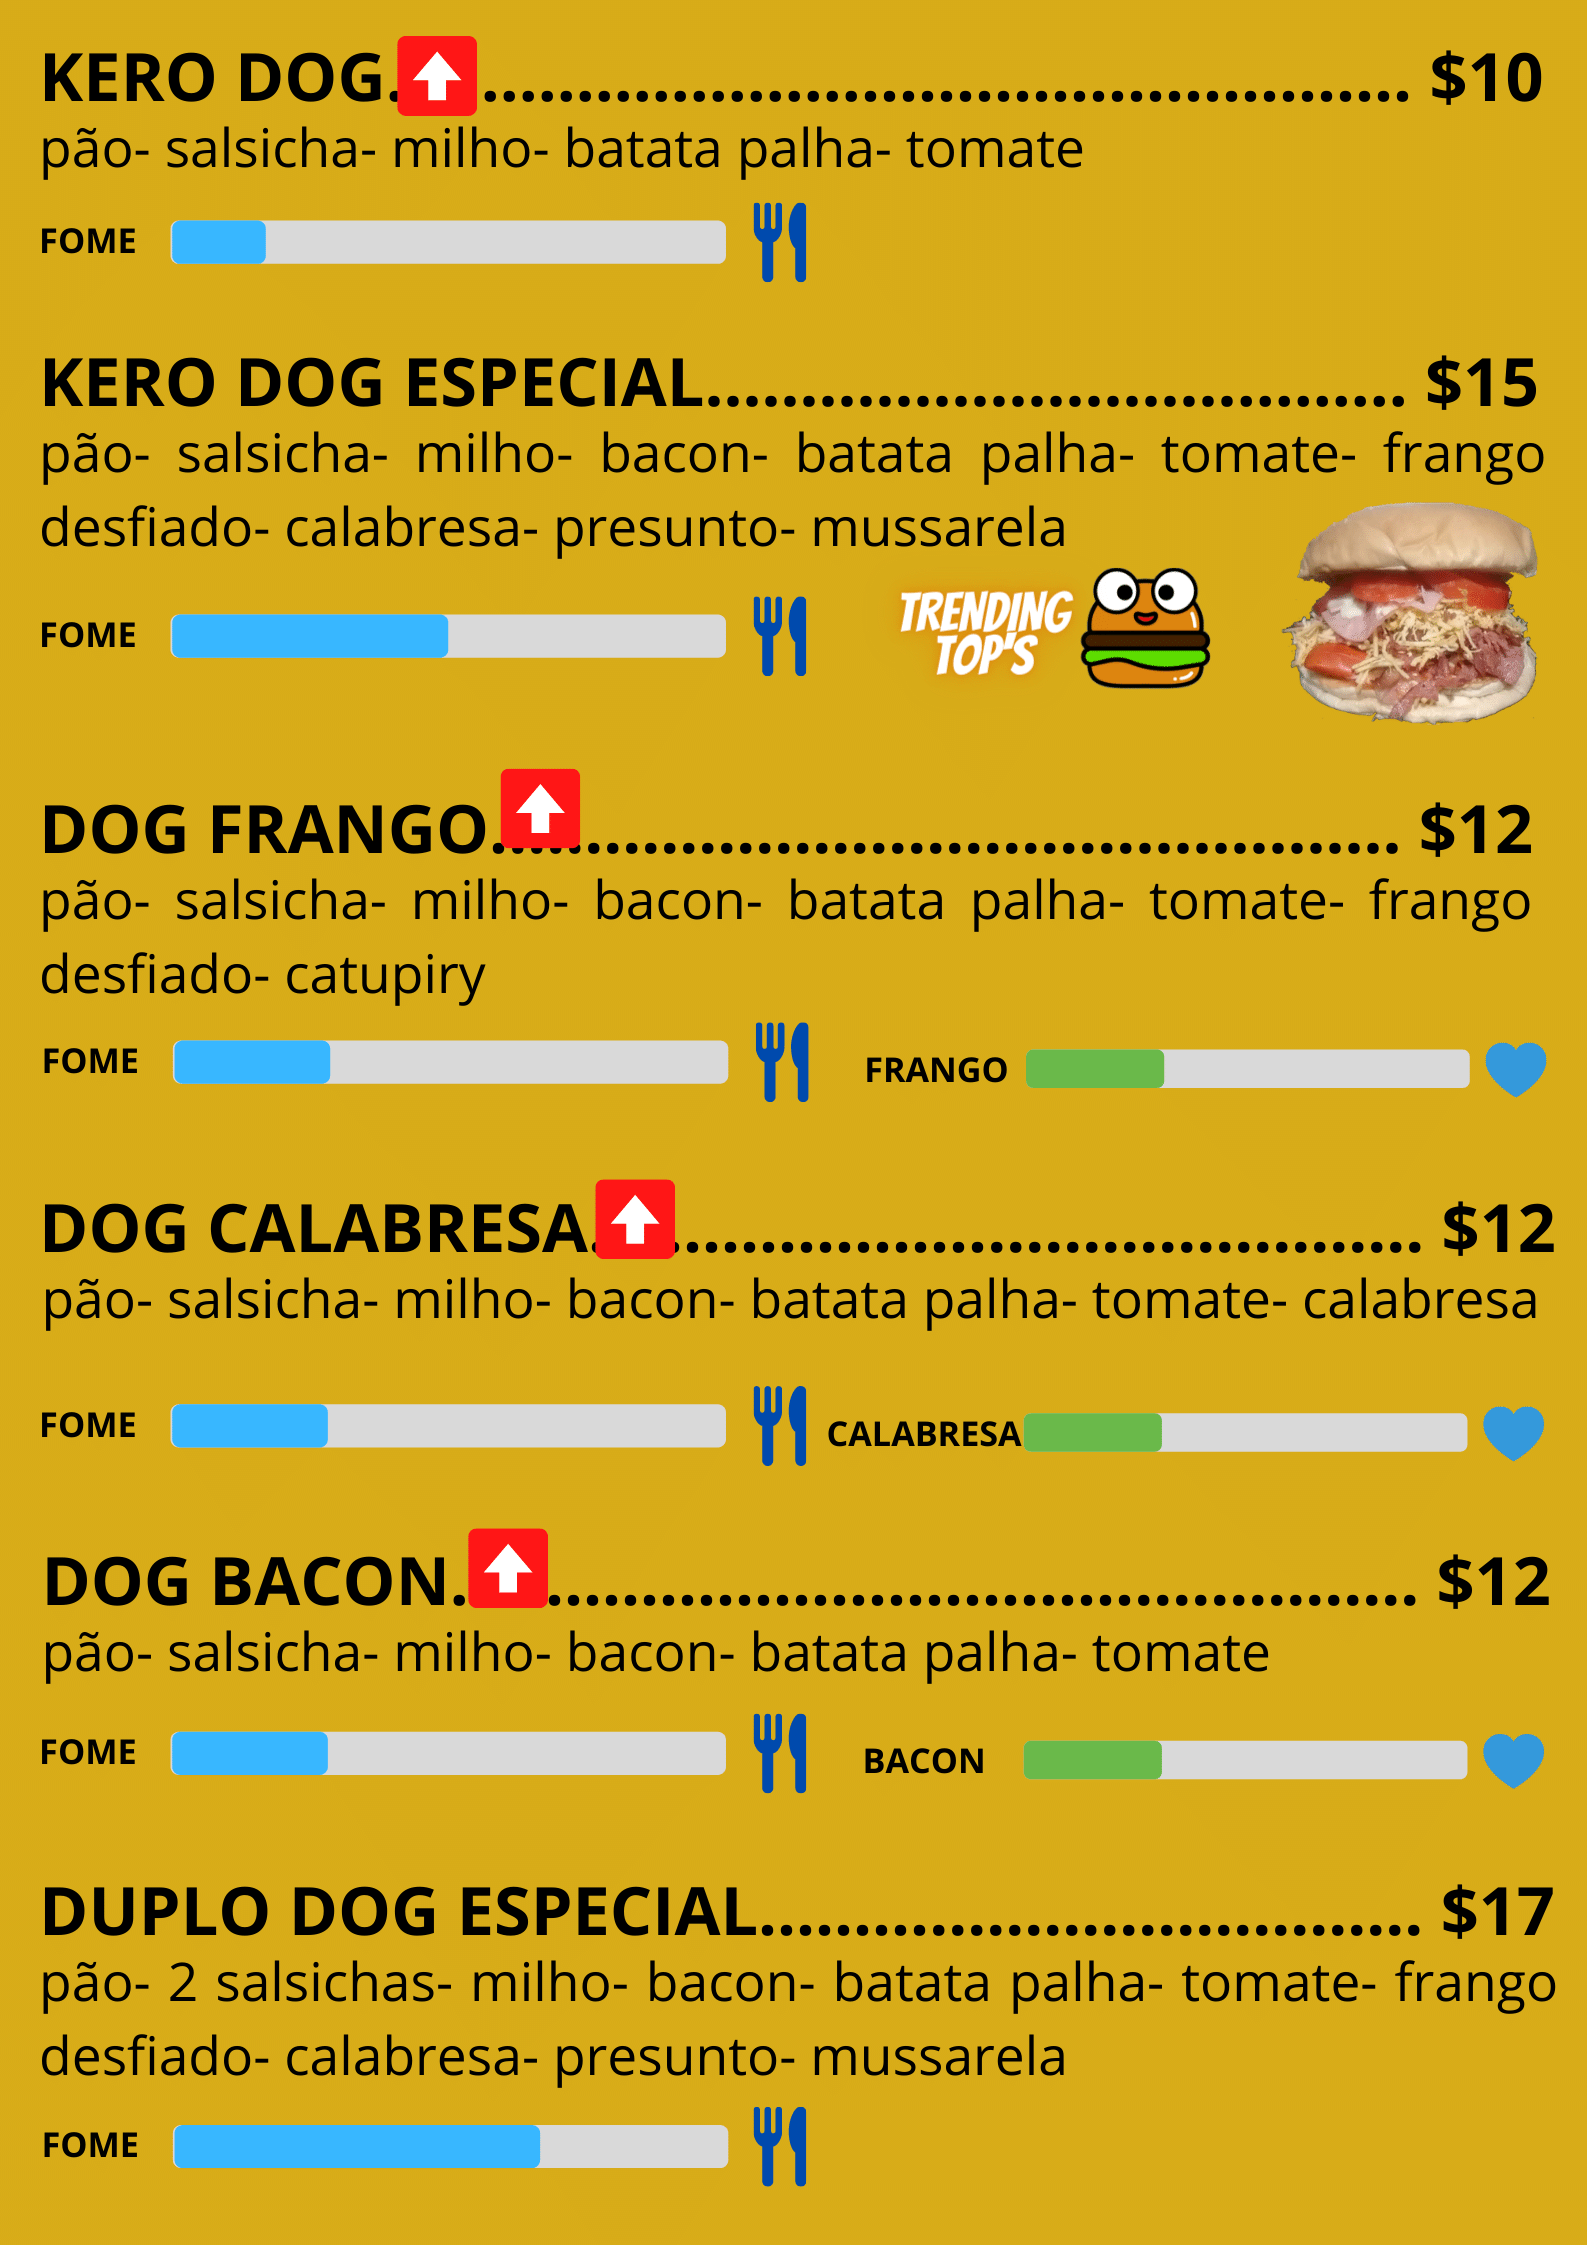 KERO DOG................................................... $10
pão- salsicha- milho- batata palha- tomate
FOME
KERO DOG ESPECIAL..................................... $15
pão- salsicha- milho- bacon- batata palha- tomate- frango
desfiado- calabresa- presunto- mussarela
FOME
TRENDING
TOP'S
DOG FRANGO................................................ $12
pão- salsicha- milho- bacon- batata palha- tomate- frango
desfiado- catupiry
FOME
FRANGO
DOG CALABRESA............................................ $12
pão- salsicha- milho- bacon- batata palha- tomate- calabresa
FOME
CALABRESA
DOG BACON................................................... $12
pão- salsicha- milho- bacon- batata palha- tomate
FOME
BACON
DUPLO DOG ESPECIAL................................... $17
pão- 2 salsichas- milho- bacon- batata palha- tomate- frango
desfiado- calabresa- presunto- mussarela
FOME